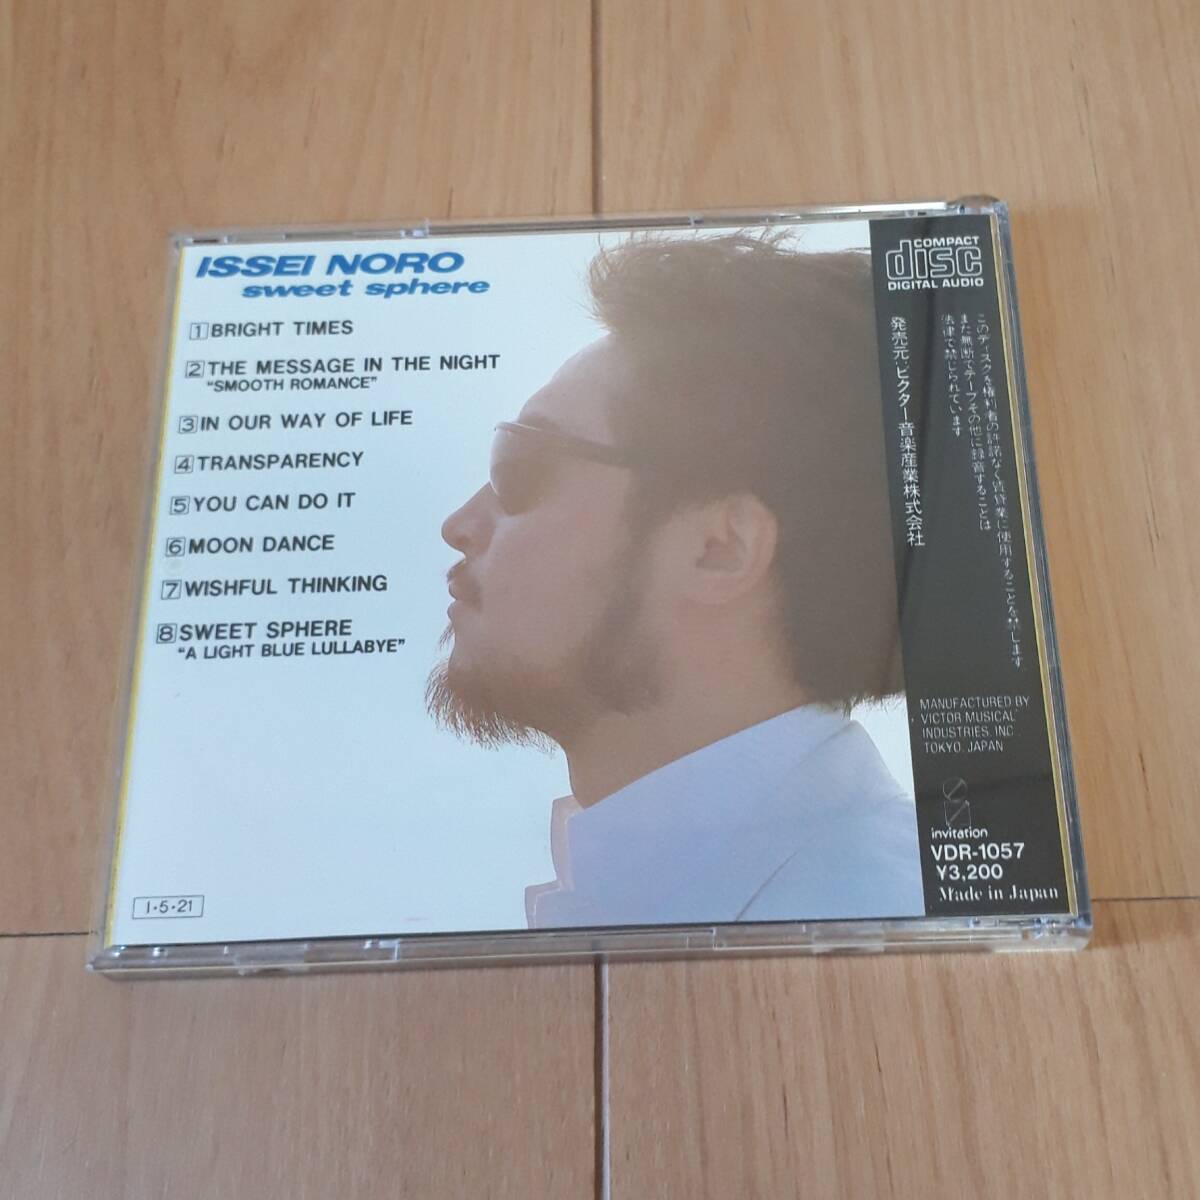 ISSEI NORO
sweet sphere
1 BRIGHT TIMES
2 THE MESSAGE IN THE NIGHT
"SMOOTH ROMANCE"
3 IN OUR WAY OF LIFE
4 TRANSPARENCY
5 YOU CAN DO IT
6 MOON DANCE
7 WISHFUL THINKING
8 SWEET SPHERE
"A LIGHT BLUE LULLABYE"
I・5・21
COMPACT
disc
DIGITAL AUDIO
このディスクを権利者の許諾なく賃貸業に使用することを禁じます
また無断でテープその他に録音することは
法律で禁じられています
発売元:ビクター音楽産業株式会社
MANUFACTURED BY
VICTOR MUSICAL
INDUSTRIES, INC.
TOKYO, JAPAN
invitation
VDR-1057
¥3,200
Made in Japan